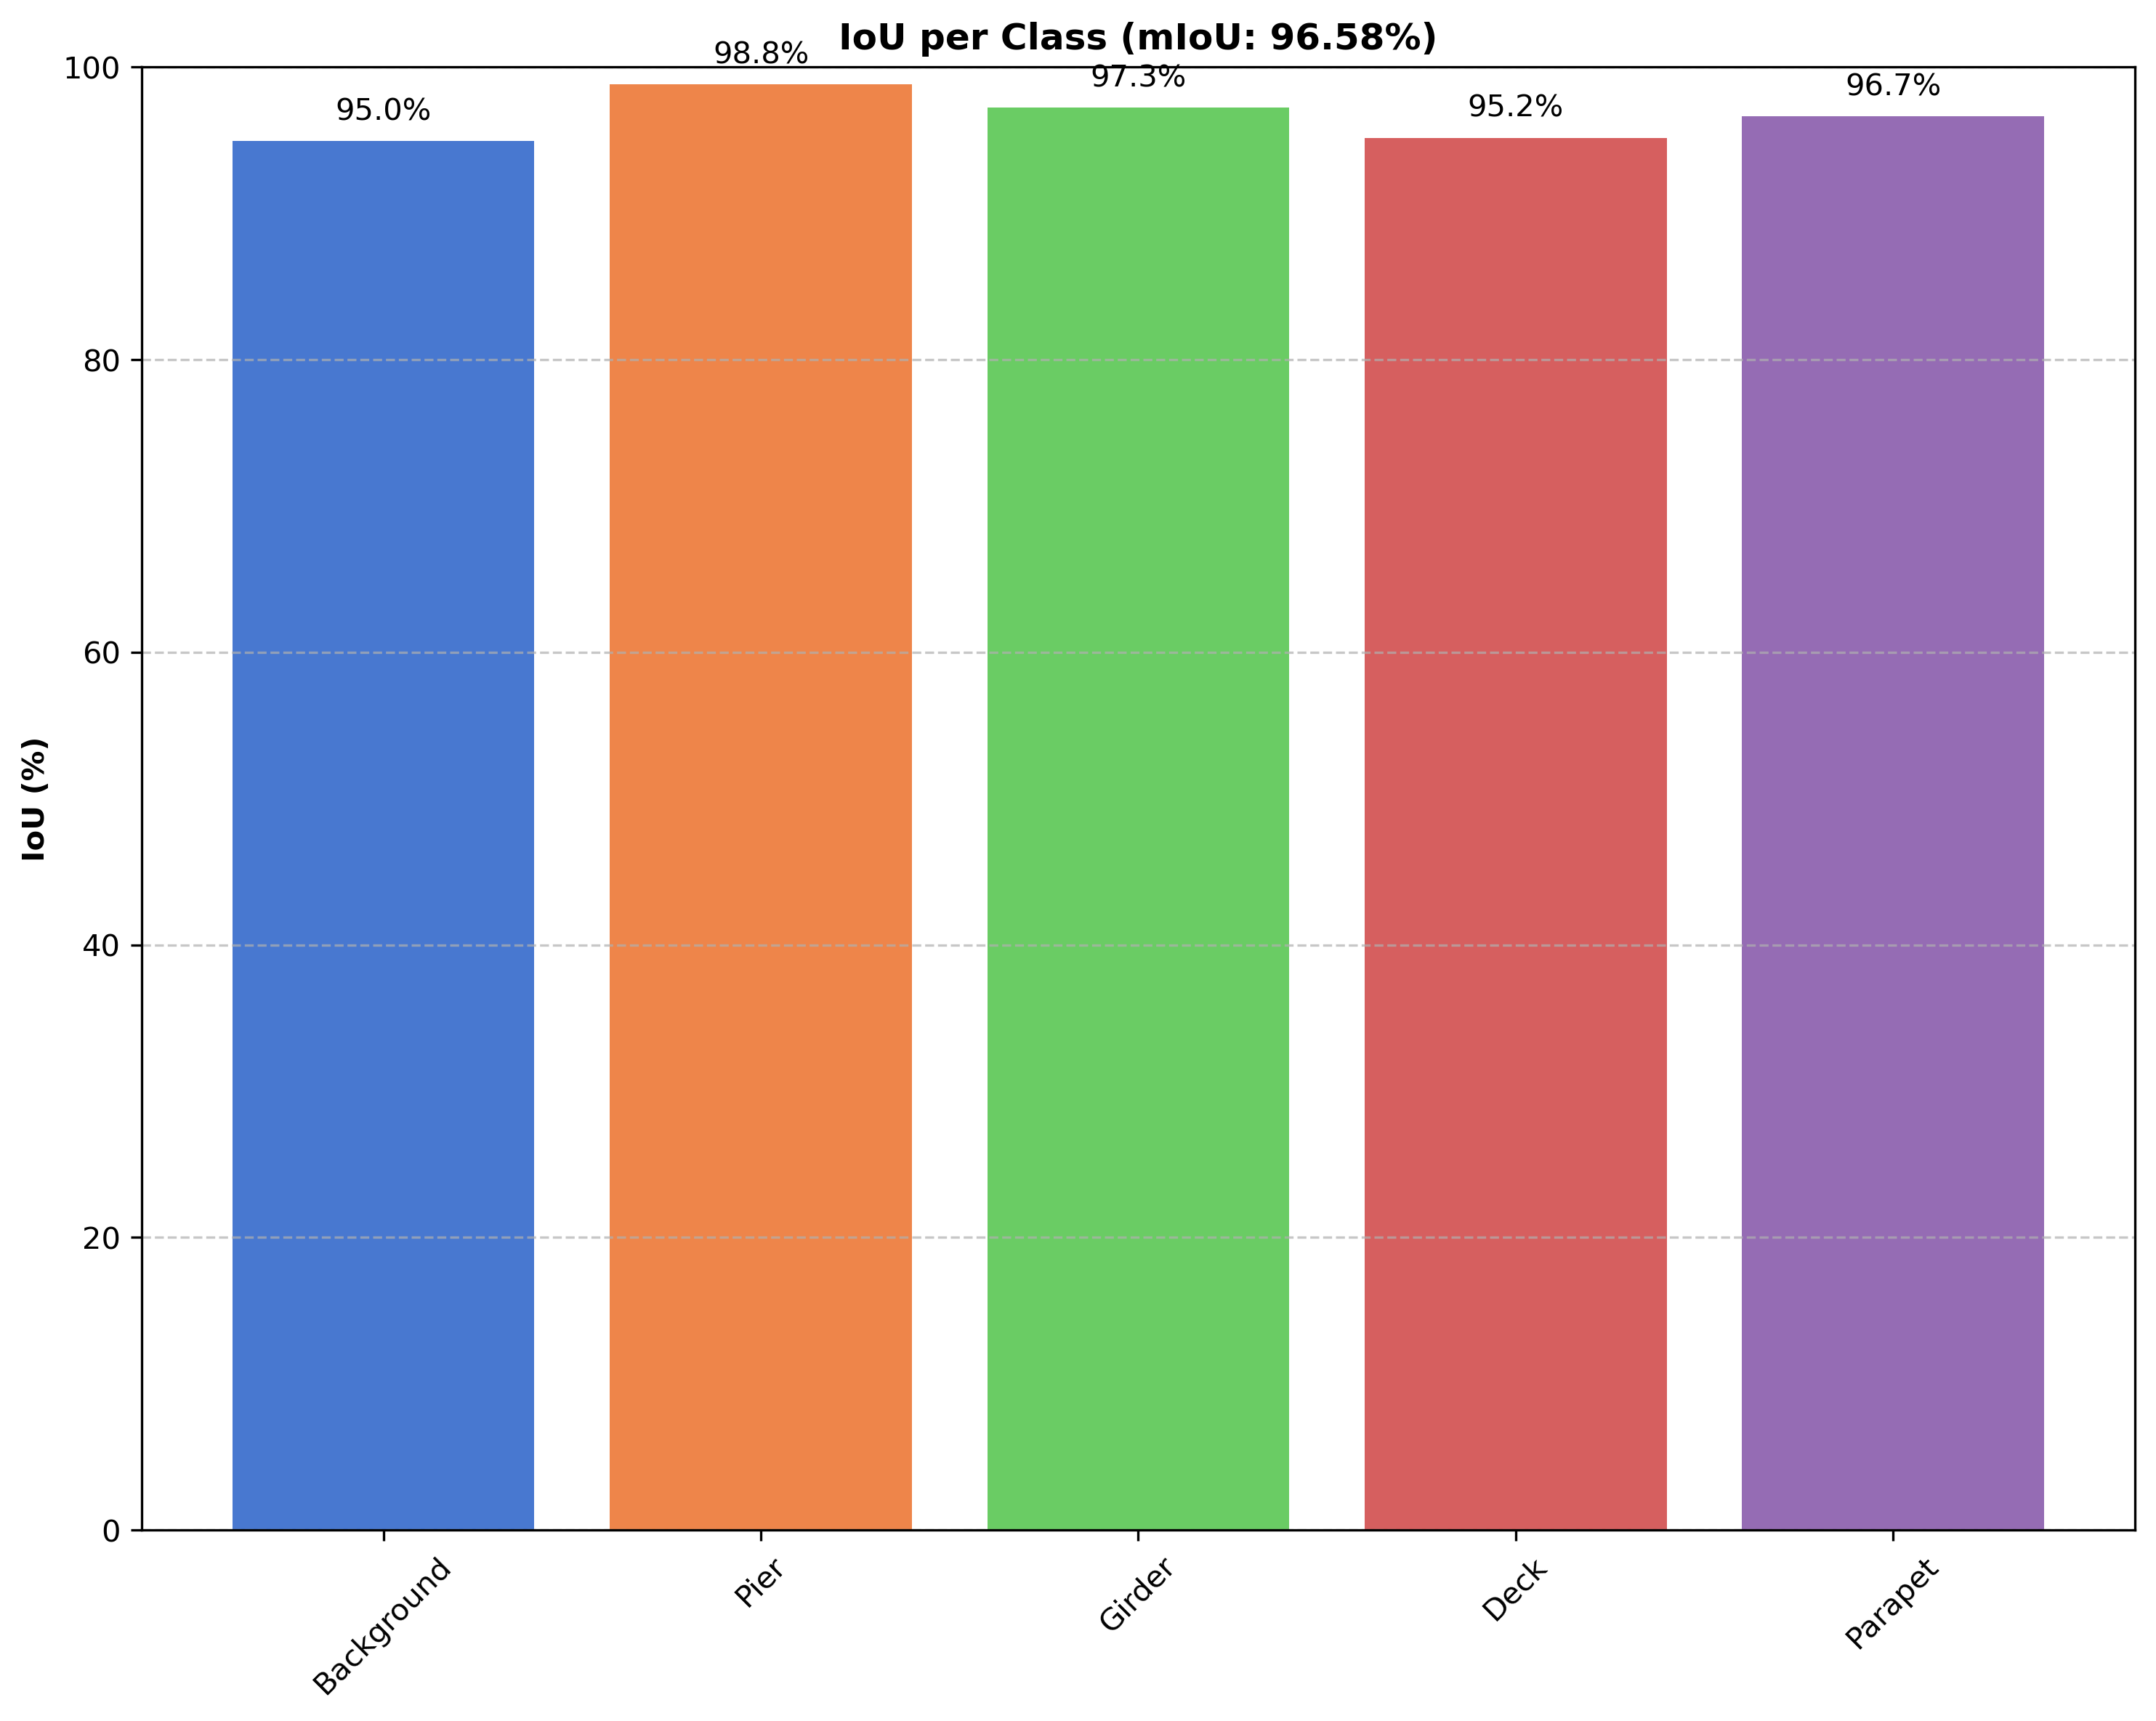 IoU per Class (mIoU: 96.58%)
98.8%
97.3%
96.7%
95.0%
95.2%
100
80
60
40
20
0
IoU (%)
Background
Pier
Girder
Deck
Parapet